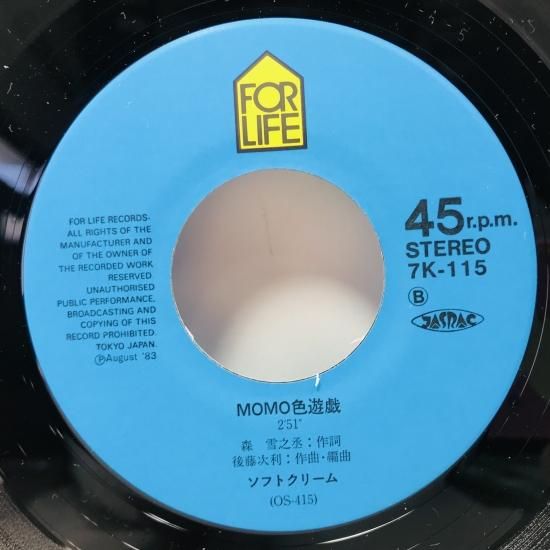 FOR
LIFE
FOR LIFE RECORDS-
ALL RIGHTS OF THE
MANUFACTURER AND
OF THE OWNER OF
THE RECORDED WORK
RESERVED.
UNAUTHORISED
PUBLIC PERFORMANCE,
BROADCASTING AND
COPYING OF THIS
RECORD PROHIBITED.
TOKYO JAPAN.
ⓟAugust '83
45r.p.m.
STEREO
7K-115
Ⓑ
JASRAC
MOMO色遊戯
2'51"
森 雪之丞:作詞
後藤次利:作曲・編曲
ソフトクリーム
(OS-415)